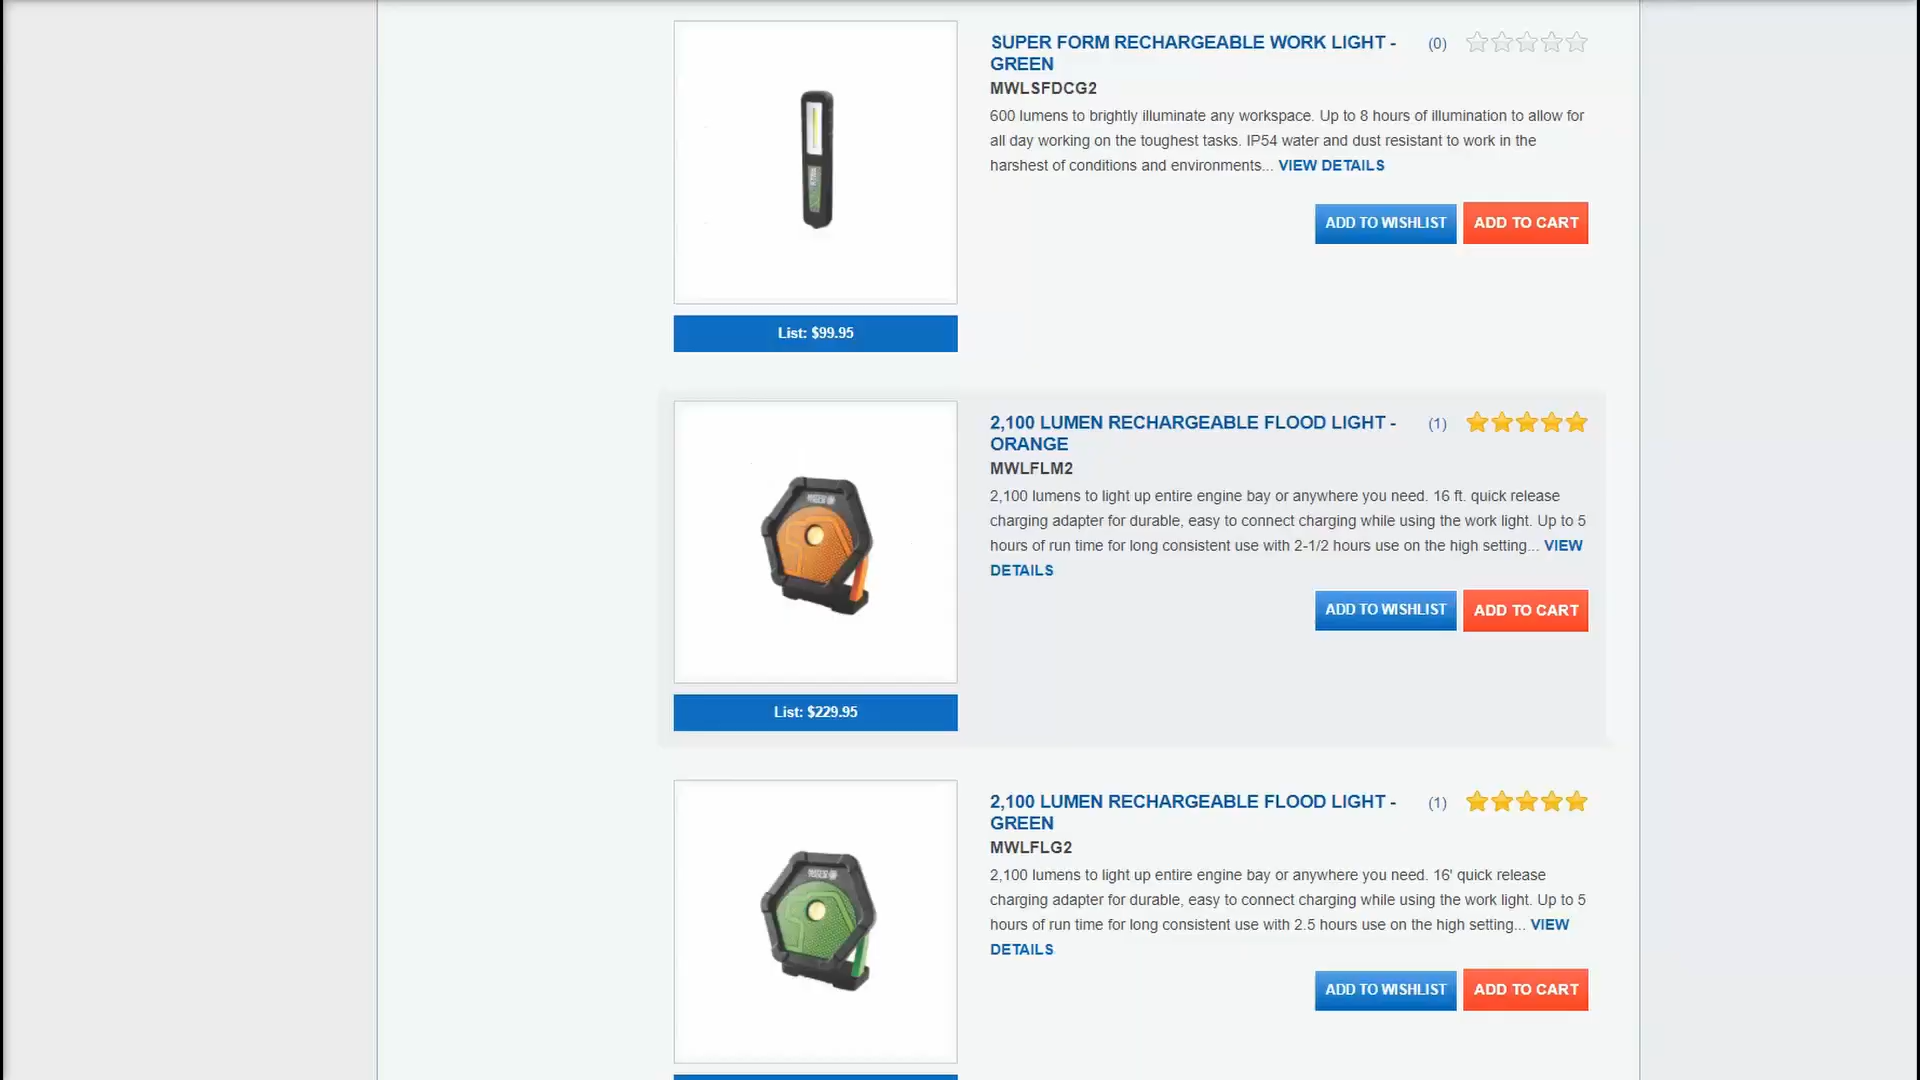 SUPER FORM RECHARGEABLE WORK LIGHT -
GREEN
(0)
MWLSFDCG2
600 lumens to brightly illuminate any workspace. Up to 8 hours of illumination to allow for
all day working on the toughest tasks. IP54 water and dust resistant to work in the
harshest of conditions and environments... VIEW DETAILS
ADD TO WISHLIST
ADD TO CART
List: $99.95
2,100 LUMEN RECHARGEABLE FLOOD LIGHT -
ORANGE
(1)
MWLFLM2
2,100 lumens to light up entire engine bay or anywhere you need. 16 ft. quick release
charging adapter for durable, easy to connect charging while using the work light. Up to 5
hours of run time for long consistent use with 2-1/2 hours use on the high setting... VIEW
DETAILS
ADD TO WISHLIST
ADD TO CART
List: $229.95
2,100 LUMEN RECHARGEABLE FLOOD LIGHT -
GREEN
(1)
MWLFLG2
2,100 lumens to light up entire engine bay or anywhere you need. 16' quick release
charging adapter for durable, easy to connect charging while using the work light. Up to 5
hours of run time for long consistent use with 2.5 hours use on the high setting... VIEW
DETAILS
ADD TO WISHLIST
ADD TO CART